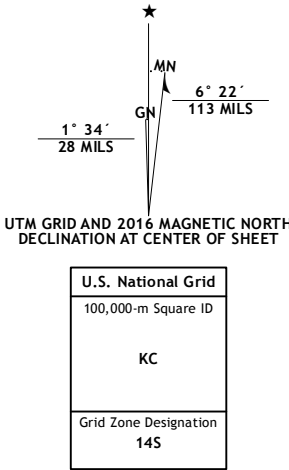 MN
GN
6° 22´
113 MILS
1° 34´
28 MILS
UTM GRID AND 2016 MAGNETIC NORTH
DECLINATION AT CENTER OF SHEET
U.S. National Grid
100,000-m Square ID
KC
Grid Zone Designation
14S